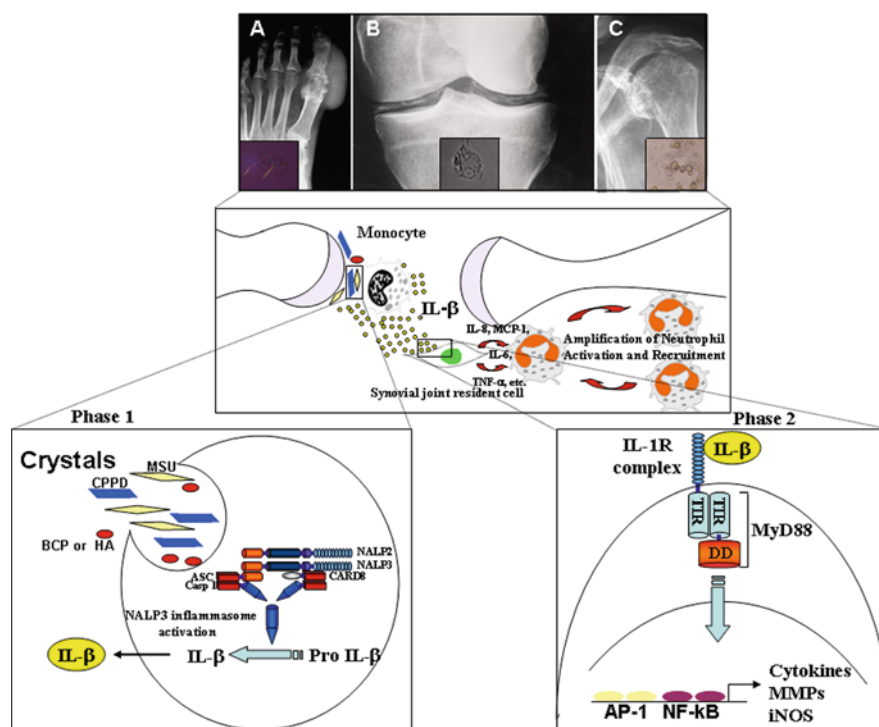 A
B
C
Monocyte
IL-β
IL-8, MCP-1,
IL-6,
TNF-α, etc.
Amplification of Neutrophil
Activation and Recruitment
Synovial joint resident cell
Phase 1
Crystals
MSU
CPPD
BCP or HA
NALP2
NALP3
ASC
Casp 1
CARD8
NALP3 inflammasome
activation
IL-β
IL-β
Pro IL-β
Phase 2
IL-1R
complex
IL-β
TIR
TIR
MyD88
DD
Cytokines
MMPs
iNOS
AP-1
NF-kB